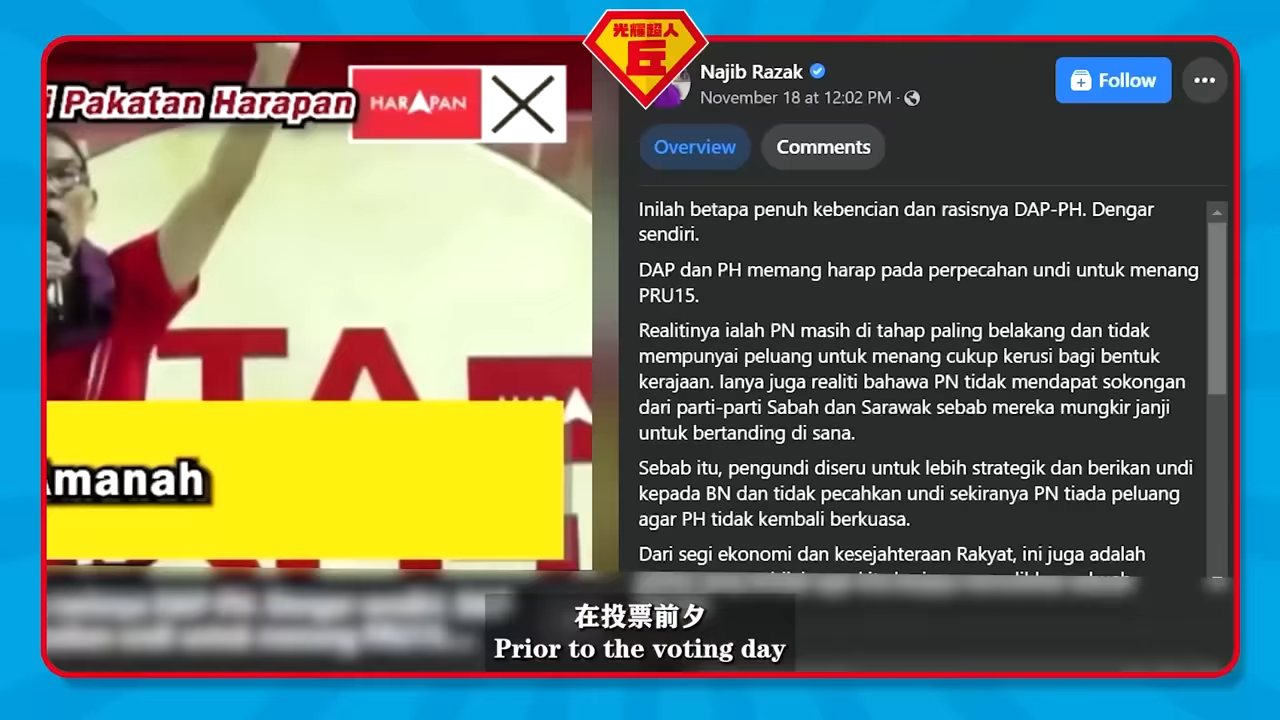 光耀超人
丘
i Pakatan Harapan
HARAPAN
Amanah
Najib Razak
November 18 at 12:02 PM ·
Follow
Overview
Comments
Inilah betapa penuh kebencian dan rasisnya DAP-PH. Dengar
sendiri.
DAP dan PH memang harap pada perpecahan undi untuk menang
PRU15.
Realitinya ialah PN masih di tahap paling belakang dan tidak
mempunyai peluang untuk menang cukup kerusi bagi bentuk
kerajaan. Ianya juga realiti bahawa PN tidak mendapat sokongan
dari parti-parti Sabah dan Sarawak sebab mereka mungkir janji
untuk bertanding di sana.
Sebab itu, pengundi diseru untuk lebih strategik dan berikan undi
kepada BN dan tidak pecahkan undi sekiranya PN tiada peluang
agar PH tidak kembali berkuasa.
Dari segi ekonomi dan kesejahteraan Rakyat, ini juga adalah
在投票前夕
Prior to the voting day